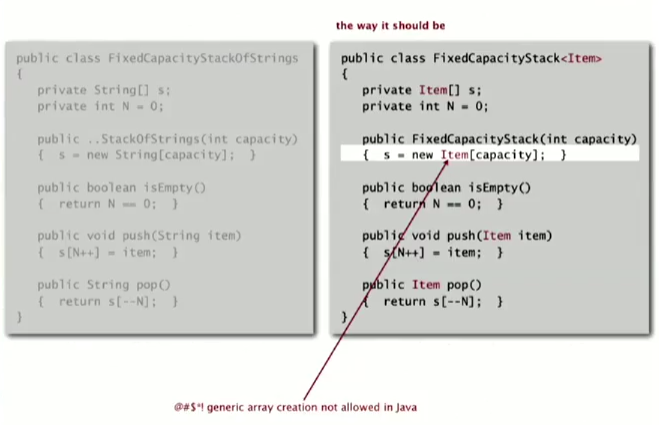 the way it should be
public class FixedCapacityStackOfStrings
{
private String[] s;
private int N = 0;
public ..StackOfStrings(int capacity)
{ s = new String[capacity]; }
public boolean isEmpty()
{ return N == 0; }
public void push(String item)
{ s[N++] = item; }
public String pop()
{ return s[--N]; }
}
public class FixedCapacityStack<Item>
{
private Item[] s;
private int N = 0;
public FixedCapacityStack(int capacity)
{ s = new Item[capacity]; }
public boolean isEmpty()
{ return N == 0; }
public void push(Item item)
{ s[N++] = item; }
public Item pop()
{ return s[--N]; }
}
@#$*! generic array creation not allowed in Java